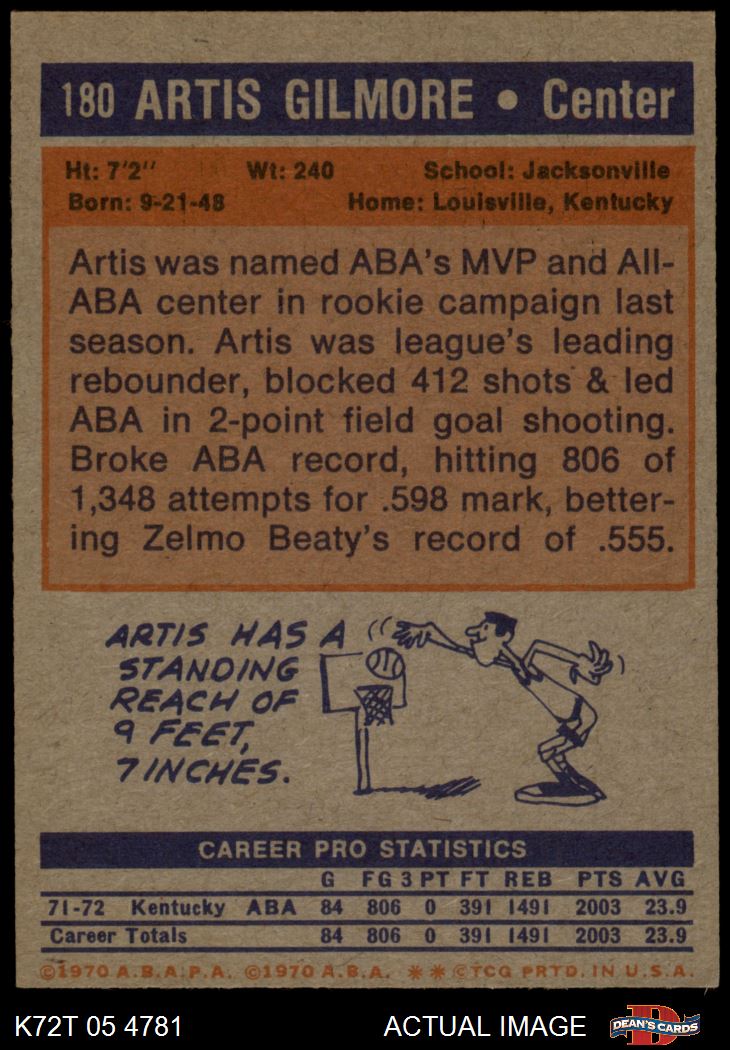 180 ARTIS GILMORE • Center
Ht: 7'2" Wt: 240 School: Jacksonville
Born: 9-21-48 Home: Louisville, Kentucky
Artis was named ABA's MVP and All-
ABA center in rookie campaign last
season. Artis was league's leading
rebounder, blocked 412 shots & led
ABA in 2-point field goal shooting.
Broke ABA record, hitting 806 of
1,348 attempts for .598 mark, better-
ing Zelmo Beaty's record of .555.
ARTIS HAS A
STANDING
REACH OF
9 FEET,
7 INCHES.
CAREER PRO STATISTICS
G FG 3 PT FT REB PTS AVG
71-72 Kentucky ABA 84 806 0 391 1491 2003 23.9
Career Totals 84 806 0 391 1491 2003 23.9
©1970 A.B.A.P.A. ©1970 A.B.A. ** ©TCG PRTD. IN U.S.A.
K72T 05 4781 ACTUAL IMAGE D DEAN'S CARDS